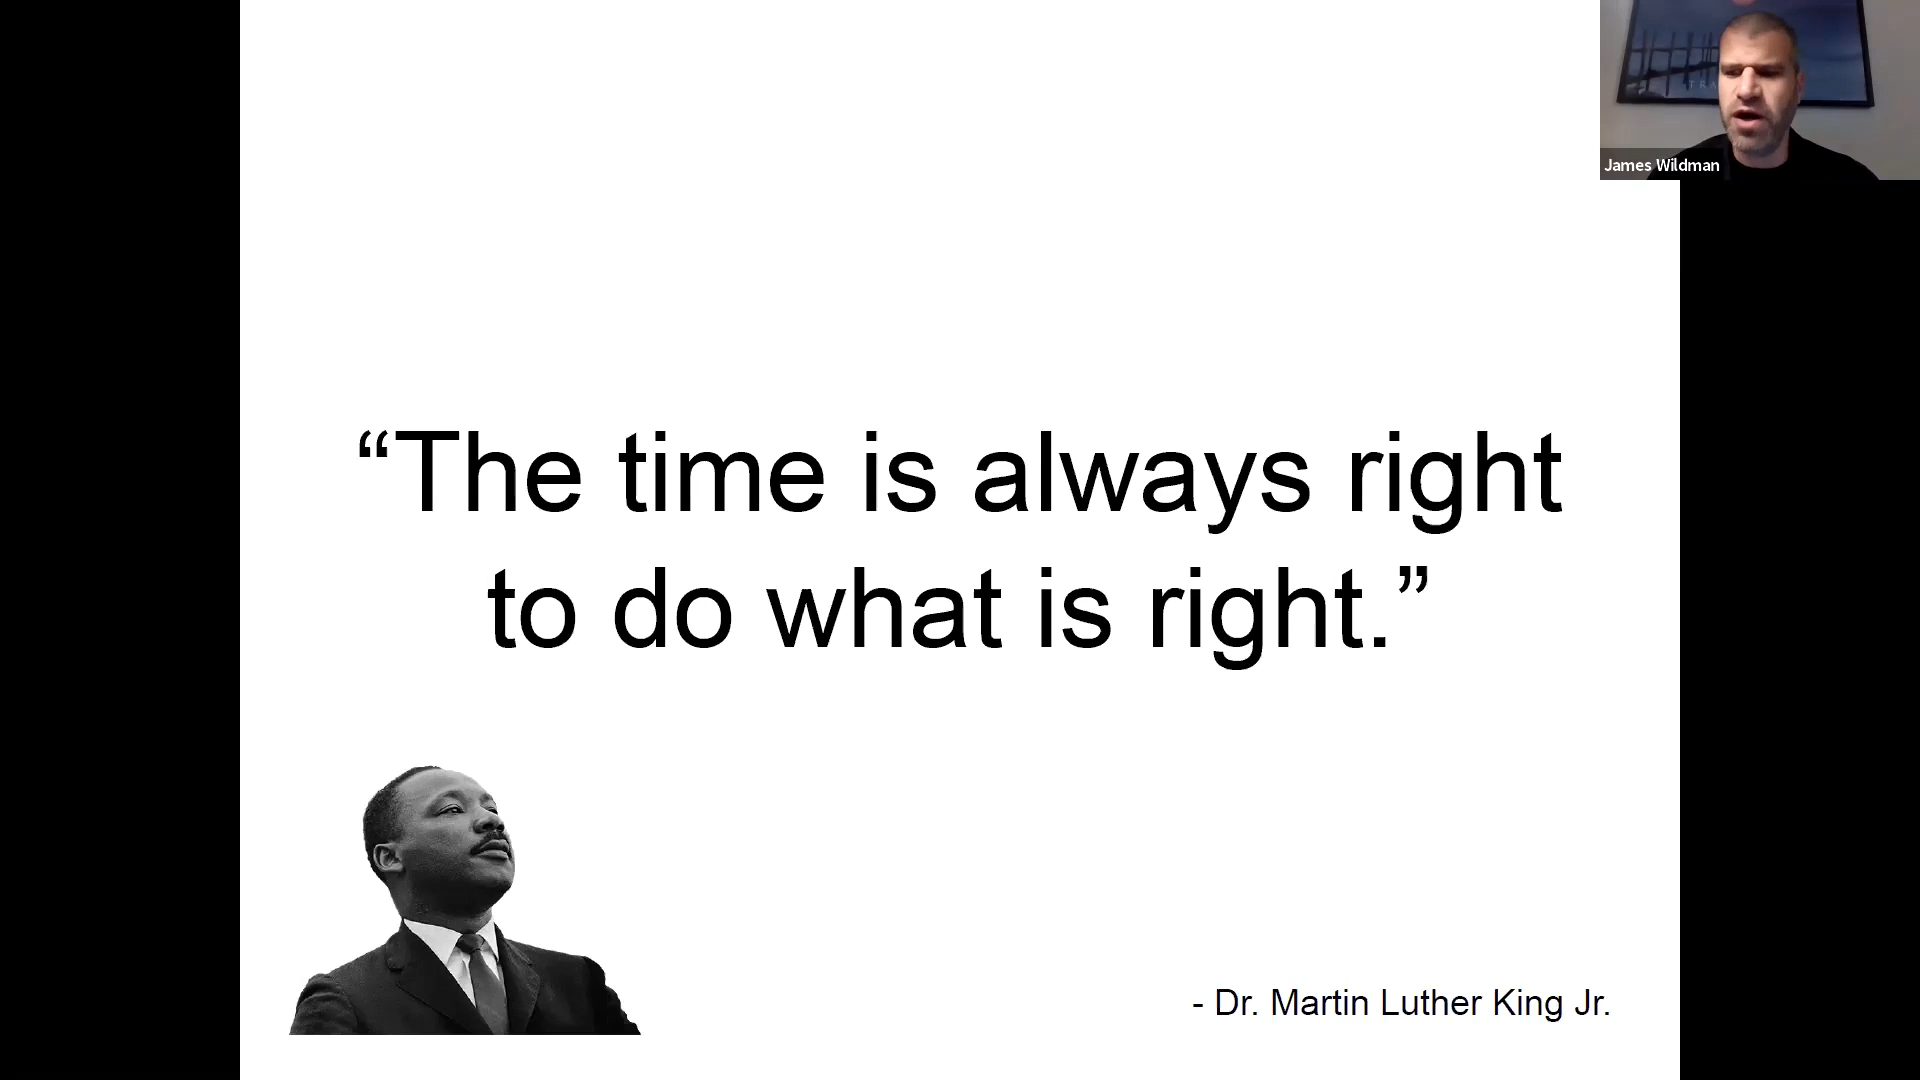 James Wildman
“The time is always right
to do what is right.”
- Dr. Martin Luther King Jr.